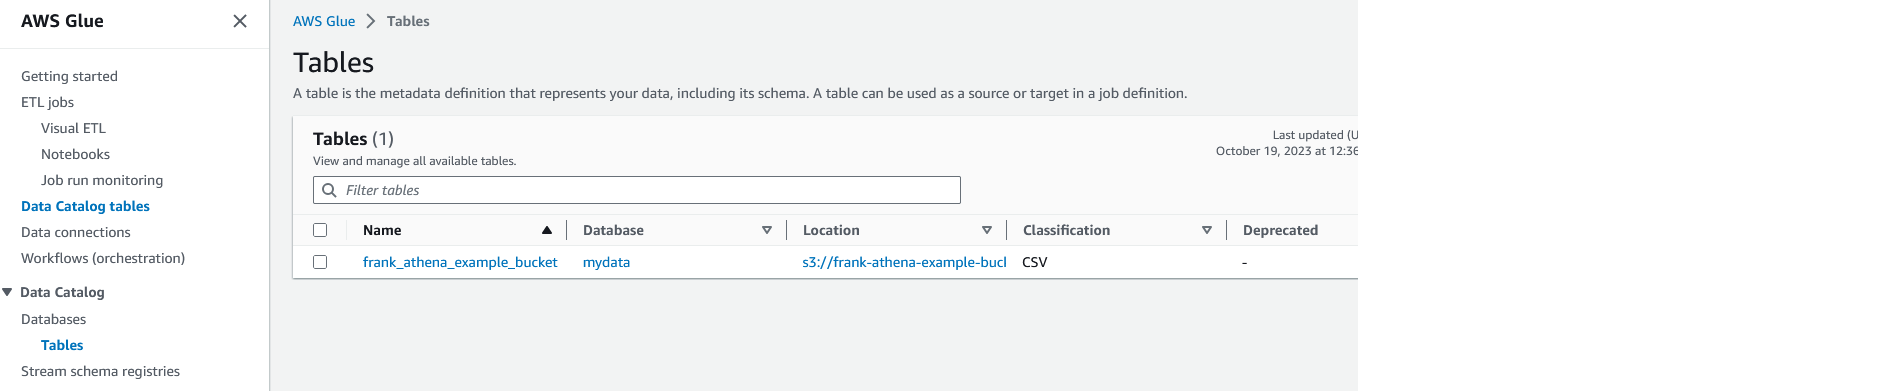 AWS Glue
Getting started
ETL jobs
Visual ETL
Notebooks
Job run monitoring
Data Catalog tables
Data connections
Workflows (orchestration)
Data Catalog
Databases
Tables
Stream schema registries
AWS Glue Tables
Tables
A table is the metadata definition that represents your data, including its schema. A table can be used as a source or target in a job definition.
Tables (1)
View and manage all available tables.
Last updated (U
October 19, 2023 at 12:36
Filter tables
Name Database Location Classification Deprecated
frank_athena_example_bucket mydata s3://frank-athena-example-bucl CSV -